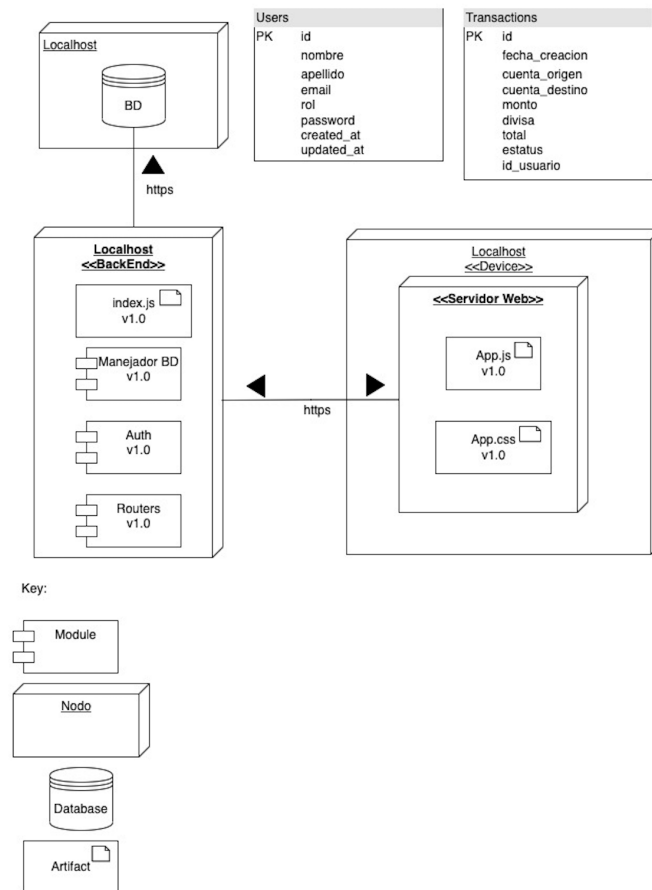 Localhost
BD
https
Users
PK id
nombre
apellido
email
rol
password
created_at
updated_at
Transactions
PK id
fecha_creacion
cuenta_origen
cuenta_destino
monto
divisa
total
estatus
id_usuario
Localhost
<<BackEnd>>
index.js
v1.0
Manejador BD
v1.0
Auth
v1.0
Routers
v1.0
https
Localhost
<<Device>>
<<Servidor Web>>
App.js
v1.0
App.css
v1.0
Key:
Module
Nodo
Database
Artifact